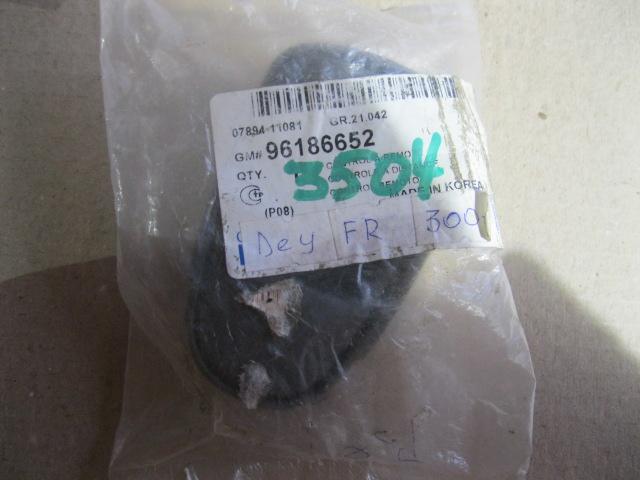 07894-11081 GR.21.042
GM# 96186652
QTY.
3504
MADE IN KOREA
(P08)
Dey FR 300